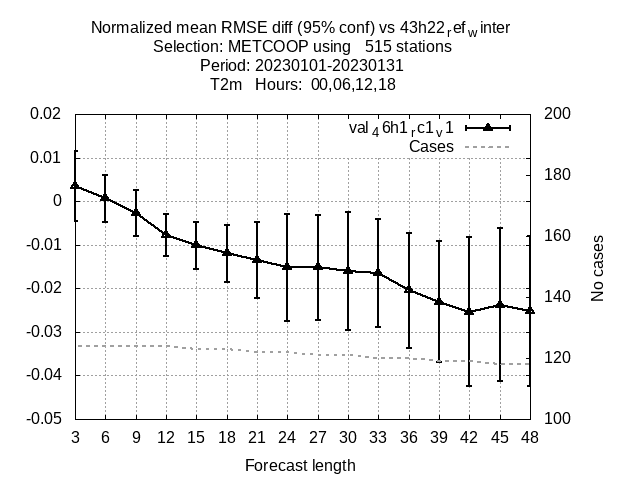 Normalized mean RMSE diff (95% conf) vs 43h22refwinter
Selection: METCOOP using 515 stations
Period: 20230101-20230131
T2m Hours: 00,06,12,18
val46h1rc1v1
Cases
0.02
0.01
0
-0.01
-0.02
-0.03
-0.04
-0.05
200
180
160
140
120
100
No cases
3 6 9 12 15 18 21 24 27 30 33 36 39 42 45 48
Forecast length